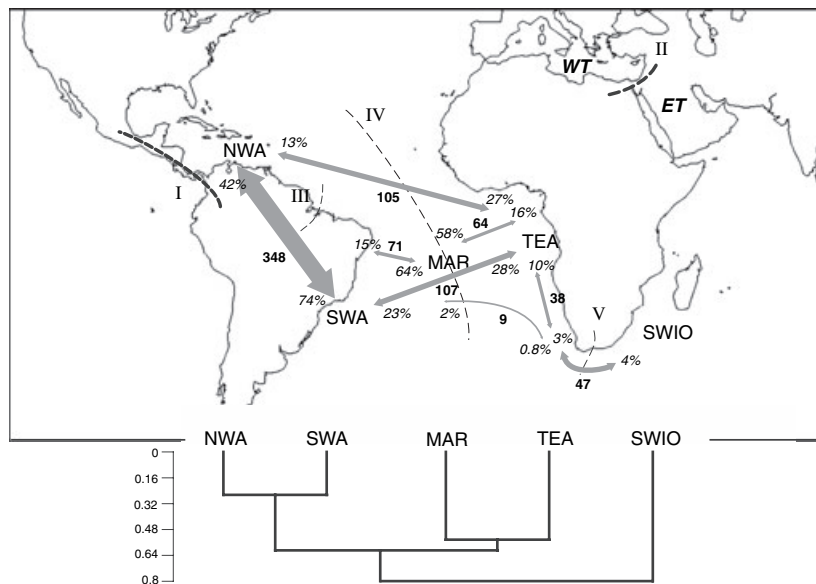 WT
II
ET
IV
13%
NWA
42%
I
III
27%
105
16%
64
58%
TEA
15%
71
MAR
64%
28%
10%
348
107
38
74%
SWA
23%
2%
9
V
SWIO
3%
0.8%
4%
47
NWA SWA MAR TEA SWIO
0
0.16
0.32
0.48
0.64
0.8